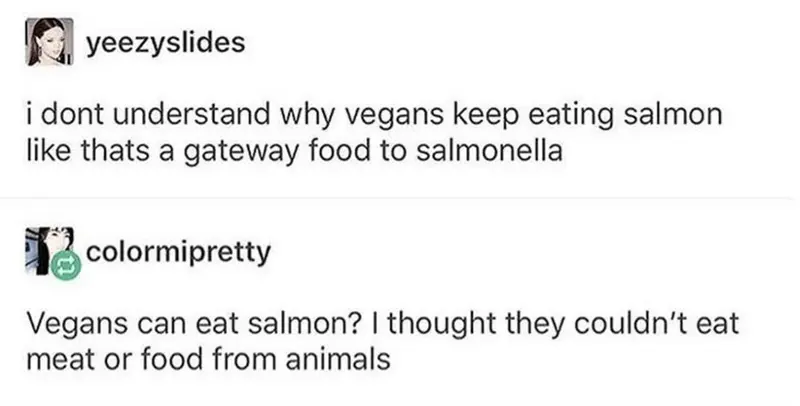 yeezyslides
i dont understand why vegans keep eating salmon
like thats a gateway food to salmonella
colormipretty
Vegans can eat salmon? I thought they couldn't eat
meat or food from animals